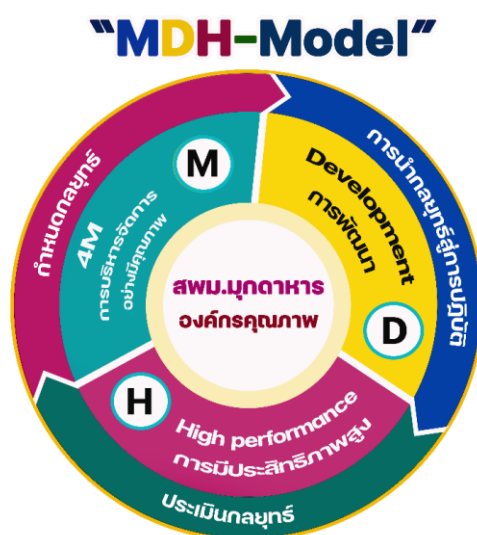 "MDH-Model"
กำหนดกลยุทธ์
การนำกลยุทธ์สู่การปฏิบัติ
ประเมินกลยุทธ์
M
4M
การบริหารจัดการ
อย่างมีคุณภาพ
Development
การพัฒนา
D
H
High performance
การมีประสิทธิภาพสูง
สพม.มุกดาหาร
องค์กรคุณภาพ